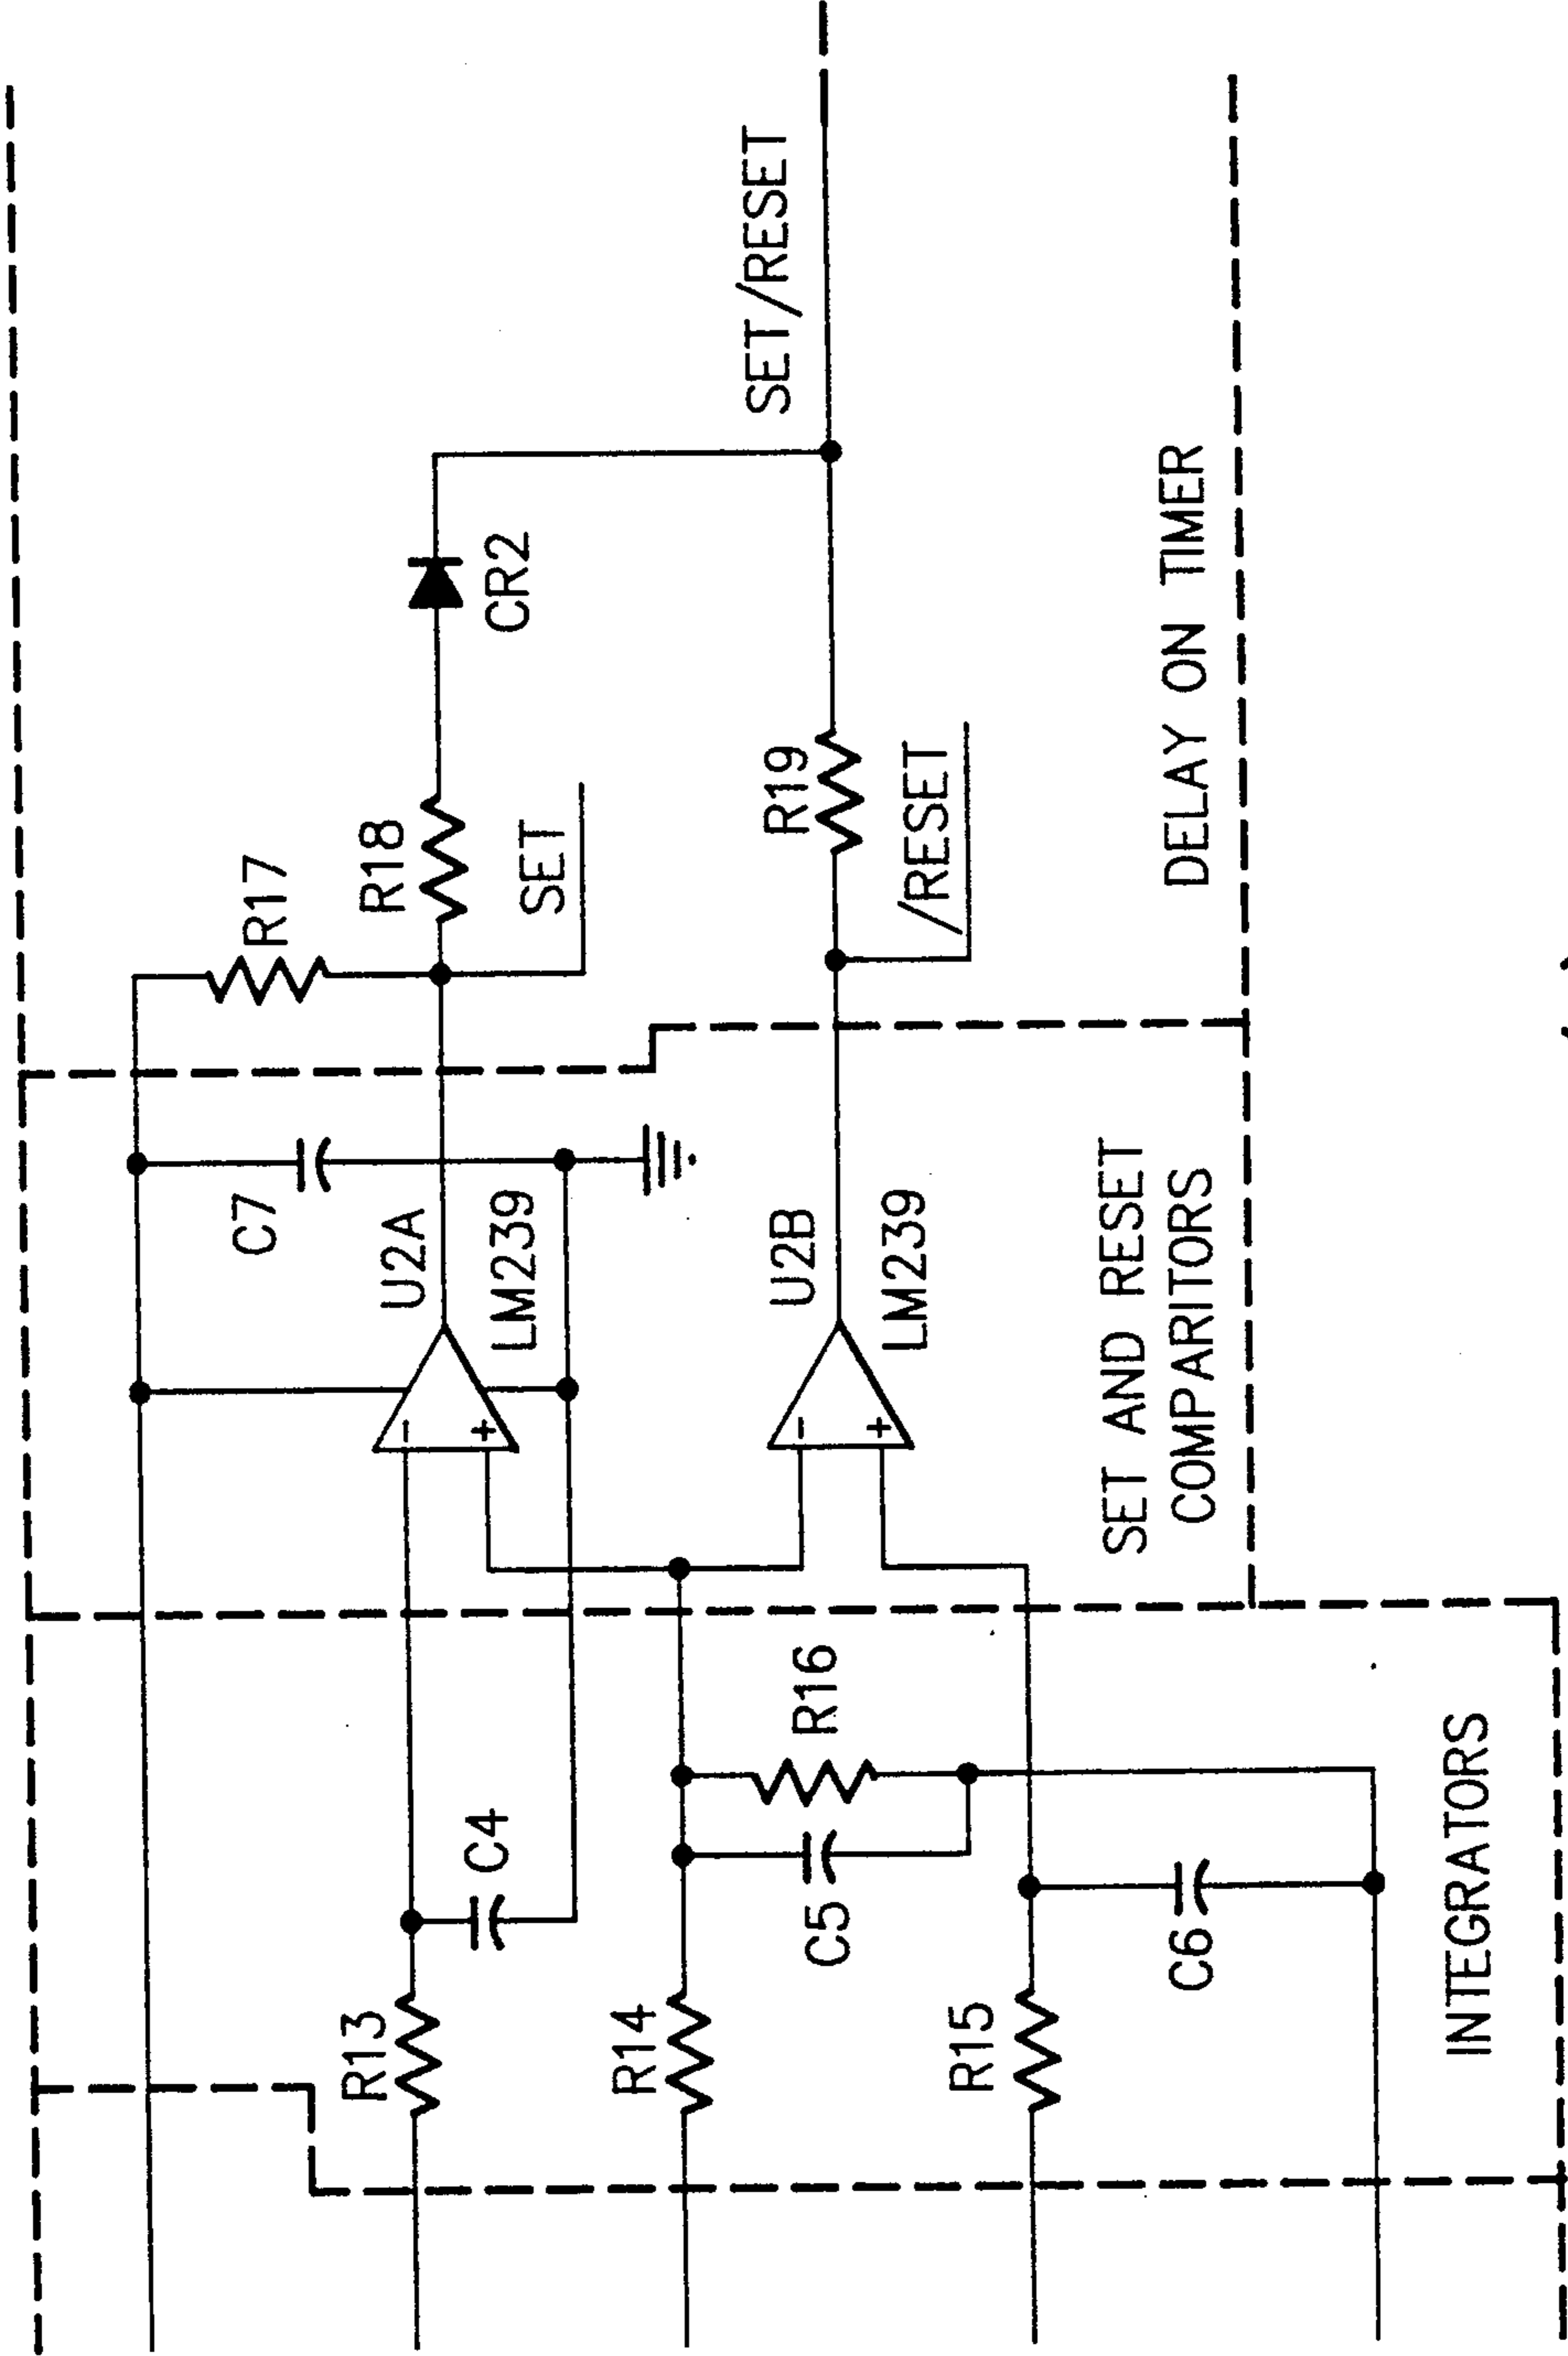 R17
C7
R18
CR2
SET
U2A
LM239
R13
C4
SET/RESET
R19
/RESET
U2B
LM239
R14
C5
R16
R15
C6
SET AND RESET
COMPARITORS
DELAY ON TIMER
INTEGRATORS
-
+
-
+